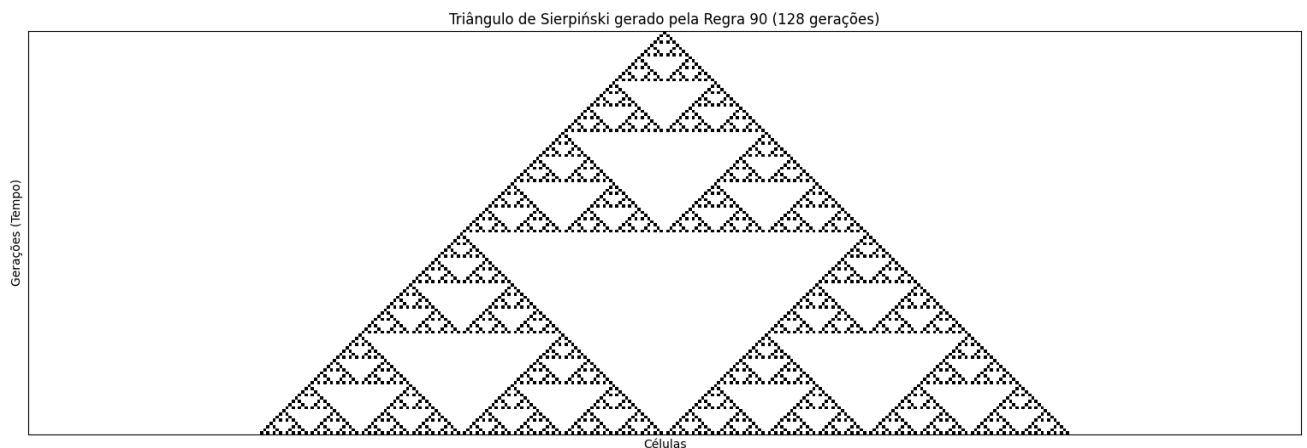 Triângulo de Sierpiński gerado pela Regra 90 (128 gerações)
Gerações (Tempo)
Células